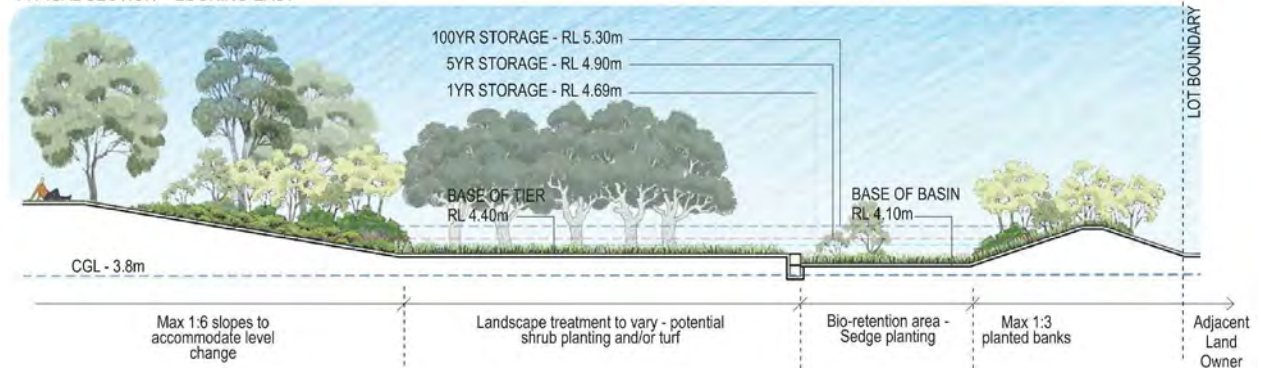 100YR STORAGE - RL 5.30m
5YR STORAGE - RL 4.90m
1YR STORAGE - RL 4.69m
LOT BOUNDARY
BASE OF TIER
RL 4.40m
BASE OF BASIN
RL 4.10m
CGL - 3.8m
Max 1:6 slopes to
accommodate level
change
Landscape treatment to vary - potential
shrub planting and/or turf
Bio-retention area -
Sedge planting
Max 1:3
planted banks
Adjacent
Land
Owner